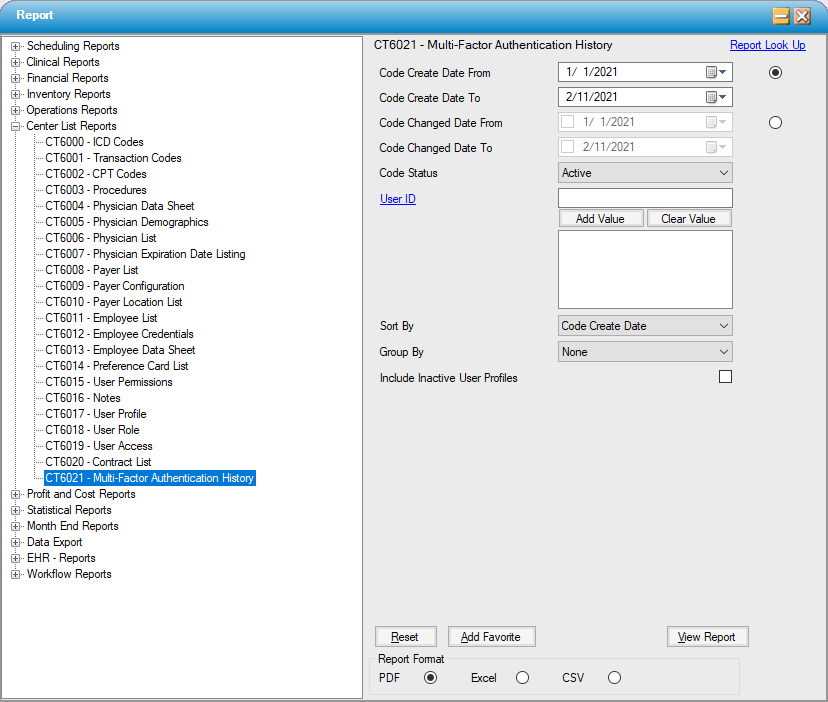 Report
Scheduling Reports
Clinical Reports
Financial Reports
Inventory Reports
Operations Reports
Center List Reports
CT6000 - ICD Codes
CT6001 - Transaction Codes
CT6002 - CPT Codes
CT6003 - Procedures
CT6004 - Physician Data Sheet
CT6005 - Physician Demographics
CT6006 - Physician List
CT6007 - Physician Expiration Date Listing
CT6008 - Payer List
CT6009 - Payer Configuration
CT6010 - Payer Location List
CT6011 - Employee List
CT6012 - Employee Credentials
CT6013 - Employee Data Sheet
CT6014 - Preference Card List
CT6015 - User Permissions
CT6016 - Notes
CT6017 - User Profile
CT6018 - User Role
CT6019 - User Access
CT6020 - Contract List
CT6021 - Multi-Factor Authentication History
Profit and Cost Reports
Statistical Reports
Month End Reports
Data Export
EHR - Reports
Workflow Reports
CT6021 - Multi-Factor Authentication History Report Look Up
Code Create Date From 1/ 1/2021
Code Create Date To 2/11/2021
Code Changed Date From 1/ 1/2021
Code Changed Date To 2/11/2021
Code Status Active
User ID
Add Value Clear Value
Sort By Code Create Date
Group By None
Include Inactive User Profiles
Reset Add Favorite View Report
Report Format
PDF Excel CSV